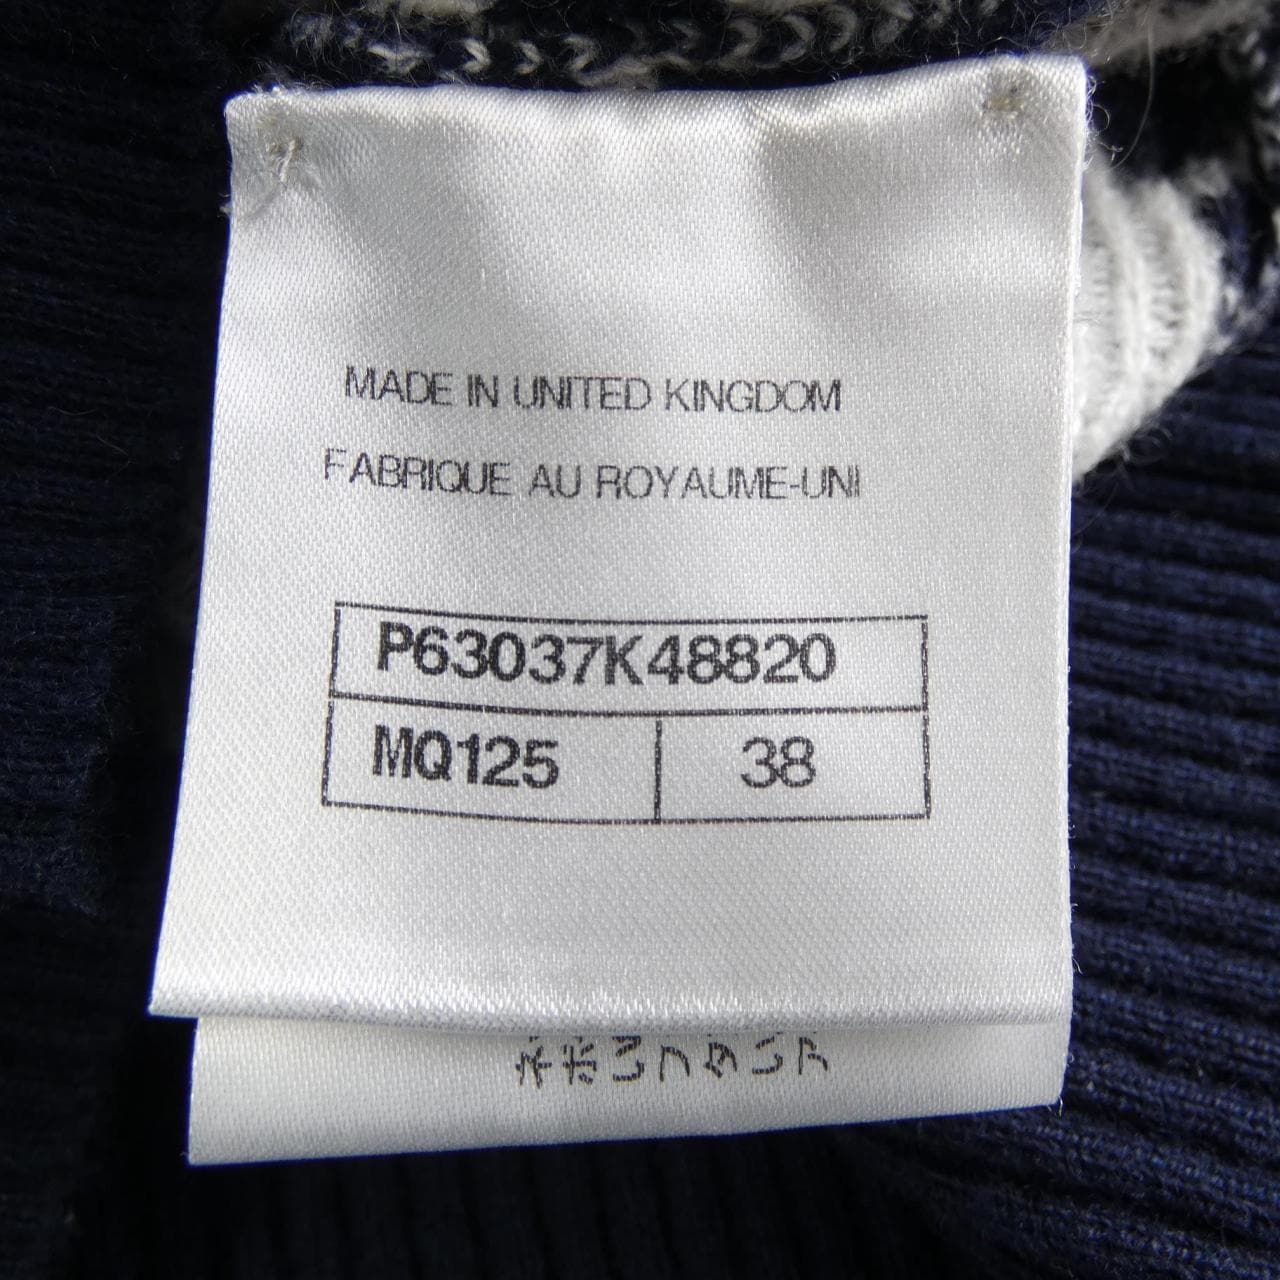 MADE IN UNITED KINGDOM
FABRIQUE AU ROYAUME-UNI
P63037K48820
MQ125 38